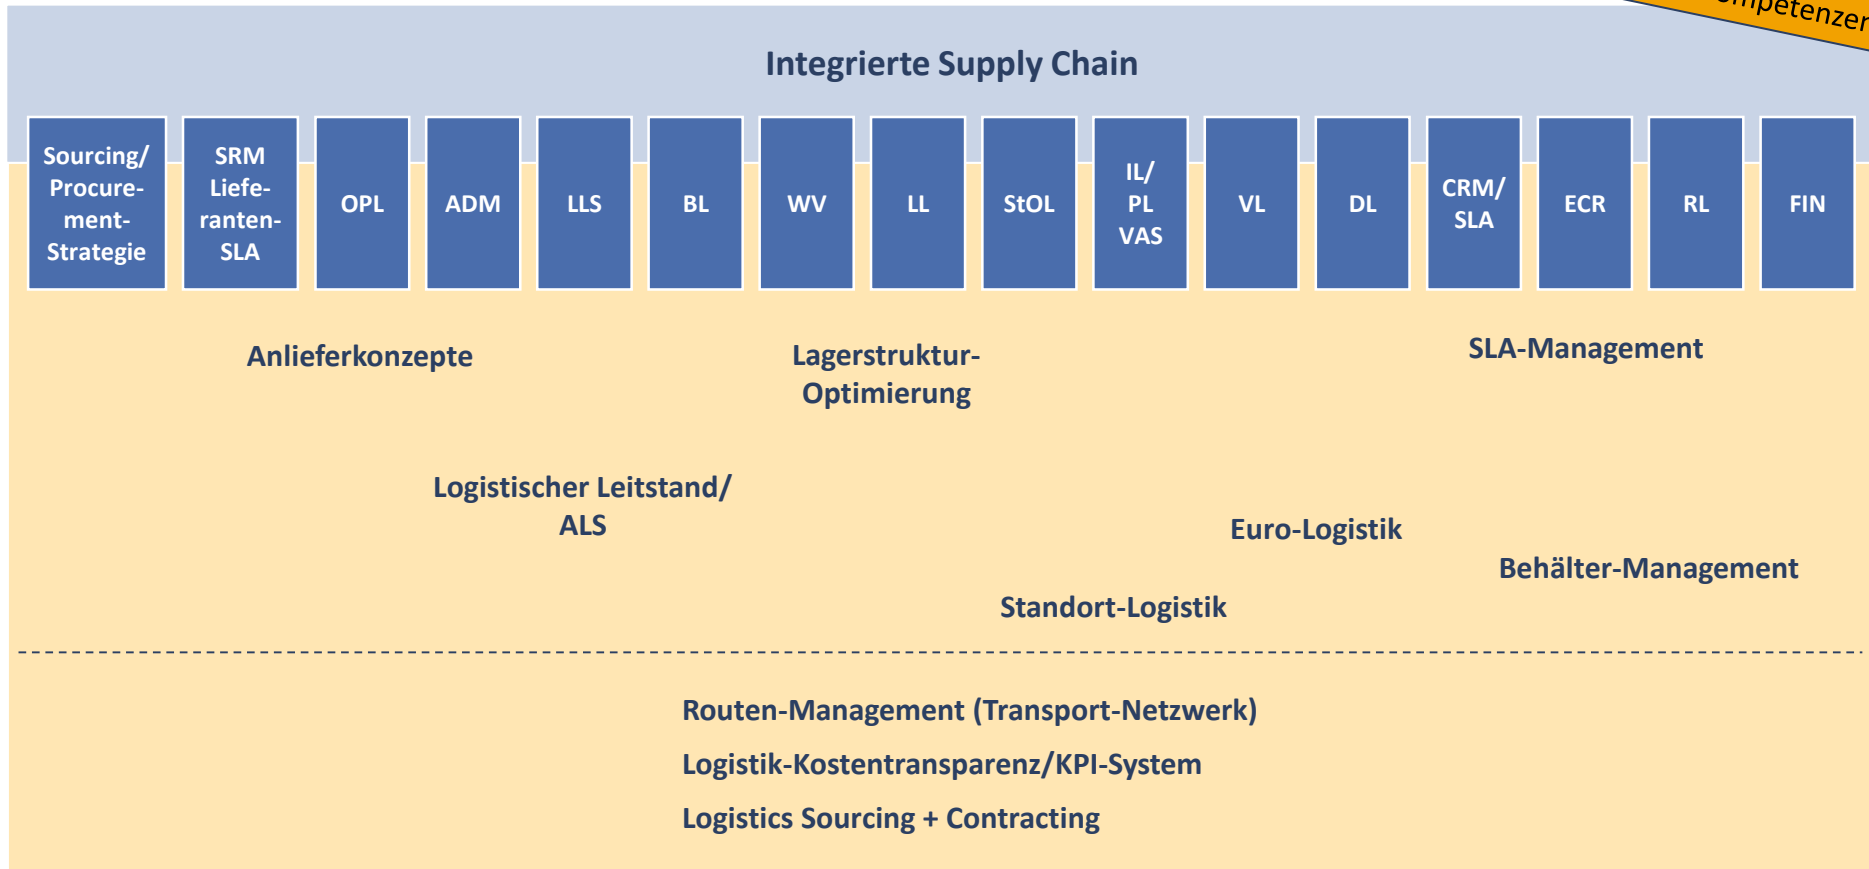 Integrierte Supply Chain
Sourcing/
Procure-
ment-
Strategie
SRM
Liefe-
ranten-
SLA
OPL
ADM
LLS
BL
WV
LL
StOL
IL/
PL
VAS
VL
DL
CRM/
SLA
ECR
RL
FIN
Anlieferkonzepte
Lagerstruktur-
Optimierung
SLA-Management
Logistischer Leitstand/
ALS
Euro-Logistik
Behälter-Management
Standort-Logistik
Routen-Management (Transport-Netzwerk)
Logistik-Kostentransparenz/KPI-System
Logistics Sourcing + Contracting